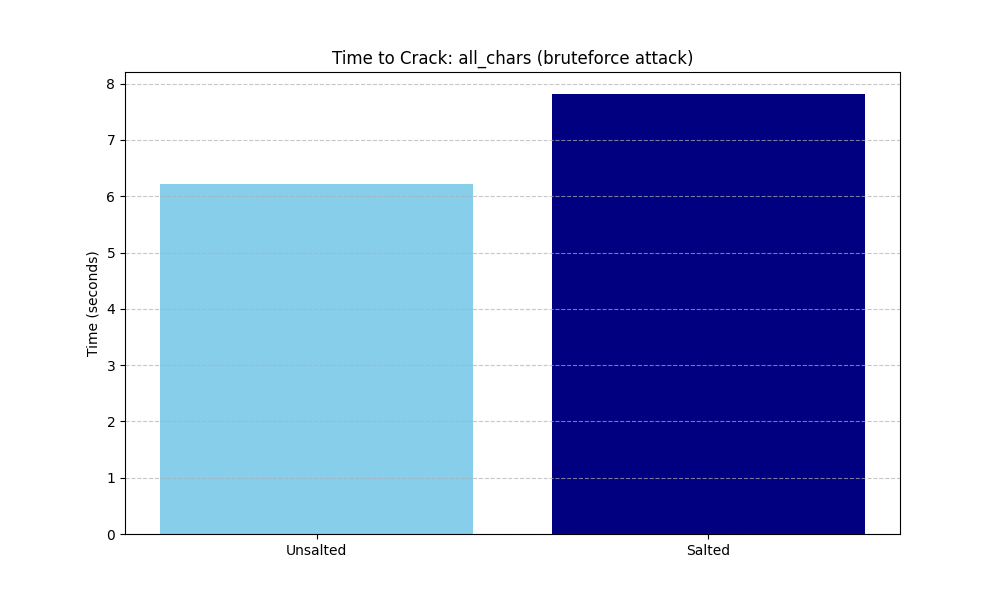 Time to Crack: all_chars (bruteforce attack)
Time (seconds)
8
7
6
5
4
3
2
1
0
Unsalted
Salted